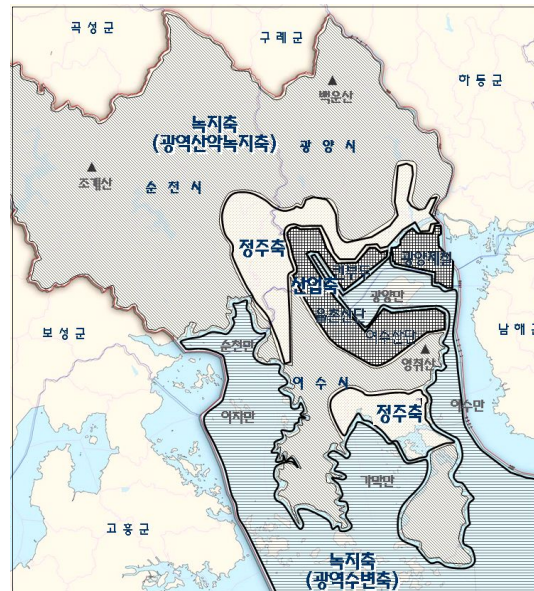 곡성군
구례군
하동군
백운산
녹지축
(광역산악녹지축)
광양시
조계산
순천시
정주축
광양제철
산업축
광양만
율촌산단
여수산단
보성군
순천만
남해군
영취산
여수시
여자만
정주축
여수만
가막만
고흥군
녹지축
(광역수변축)